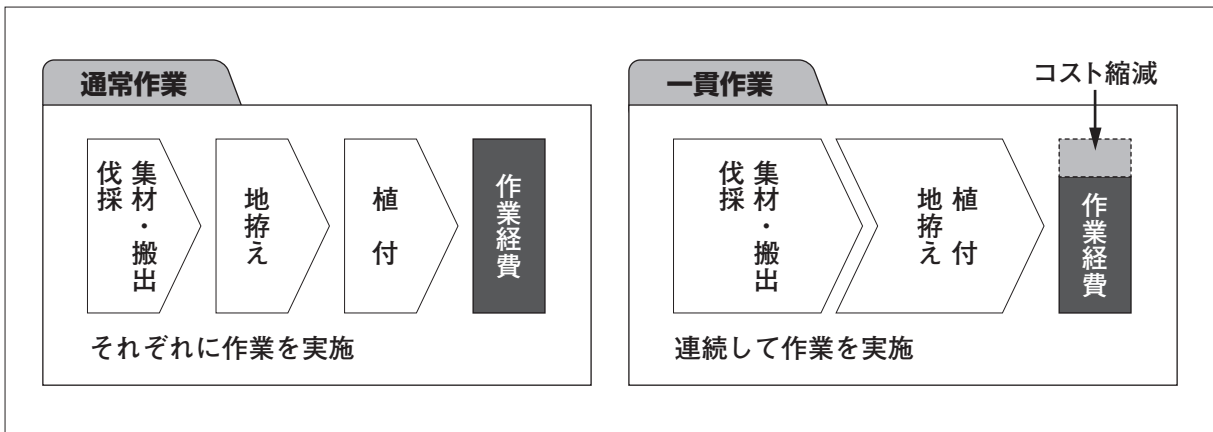 通常作業
集材・搬出
伐採
地拵え
植付
作業経費
それぞれに作業を実施
一貫作業
コスト縮減
集材・搬出
伐採
植付
地拵え
作業経費
連続して作業を実施